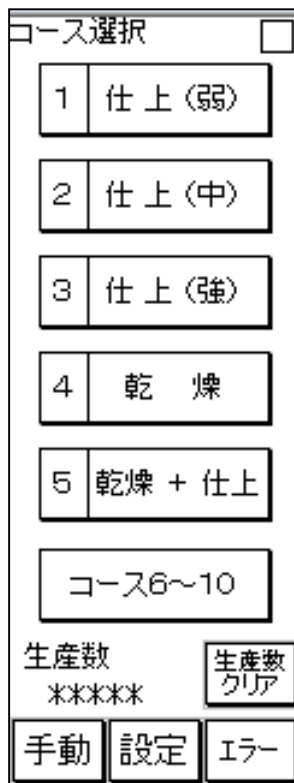 コース選択
1 仕上(弱)
2 仕上(中)
3 仕上(強)
4 乾 燥
5 乾燥 + 仕上
コース6～10
生産数
*****
生産数
クリア
手動 設定 エラー